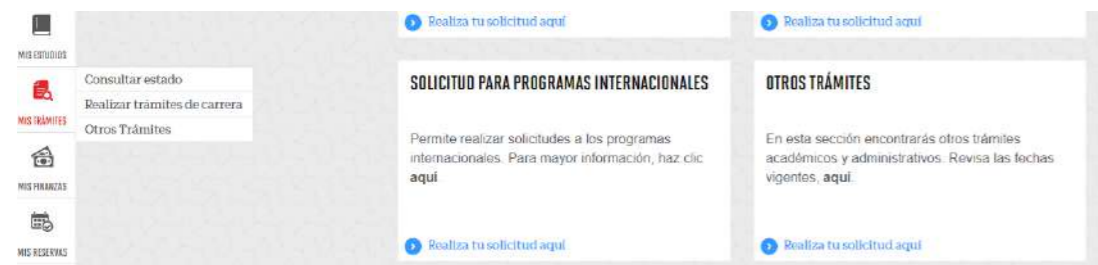 Realiza tu solicitud aquí
Realiza tu solicitud aquí
MIS ESTUDIOS
MIS TRÁMITES
Consultar estado
Realizar trámites de carrera
Otros Trámites
MIS FINANZAS
MIS RESERVAS
SOLICITUD PARA PROGRAMAS INTERNACIONALES
Permite realizar solicitudes a los programas
internacionales. Para mayor información, haz clic
aquí.
Realiza tu solicitud aquí
OTROS TRÁMITES
En esta sección encontrarás otros trámites
académicos y administrativos. Revisa las fechas
vigentes, aquí.
Realiza tu solicitud aquí